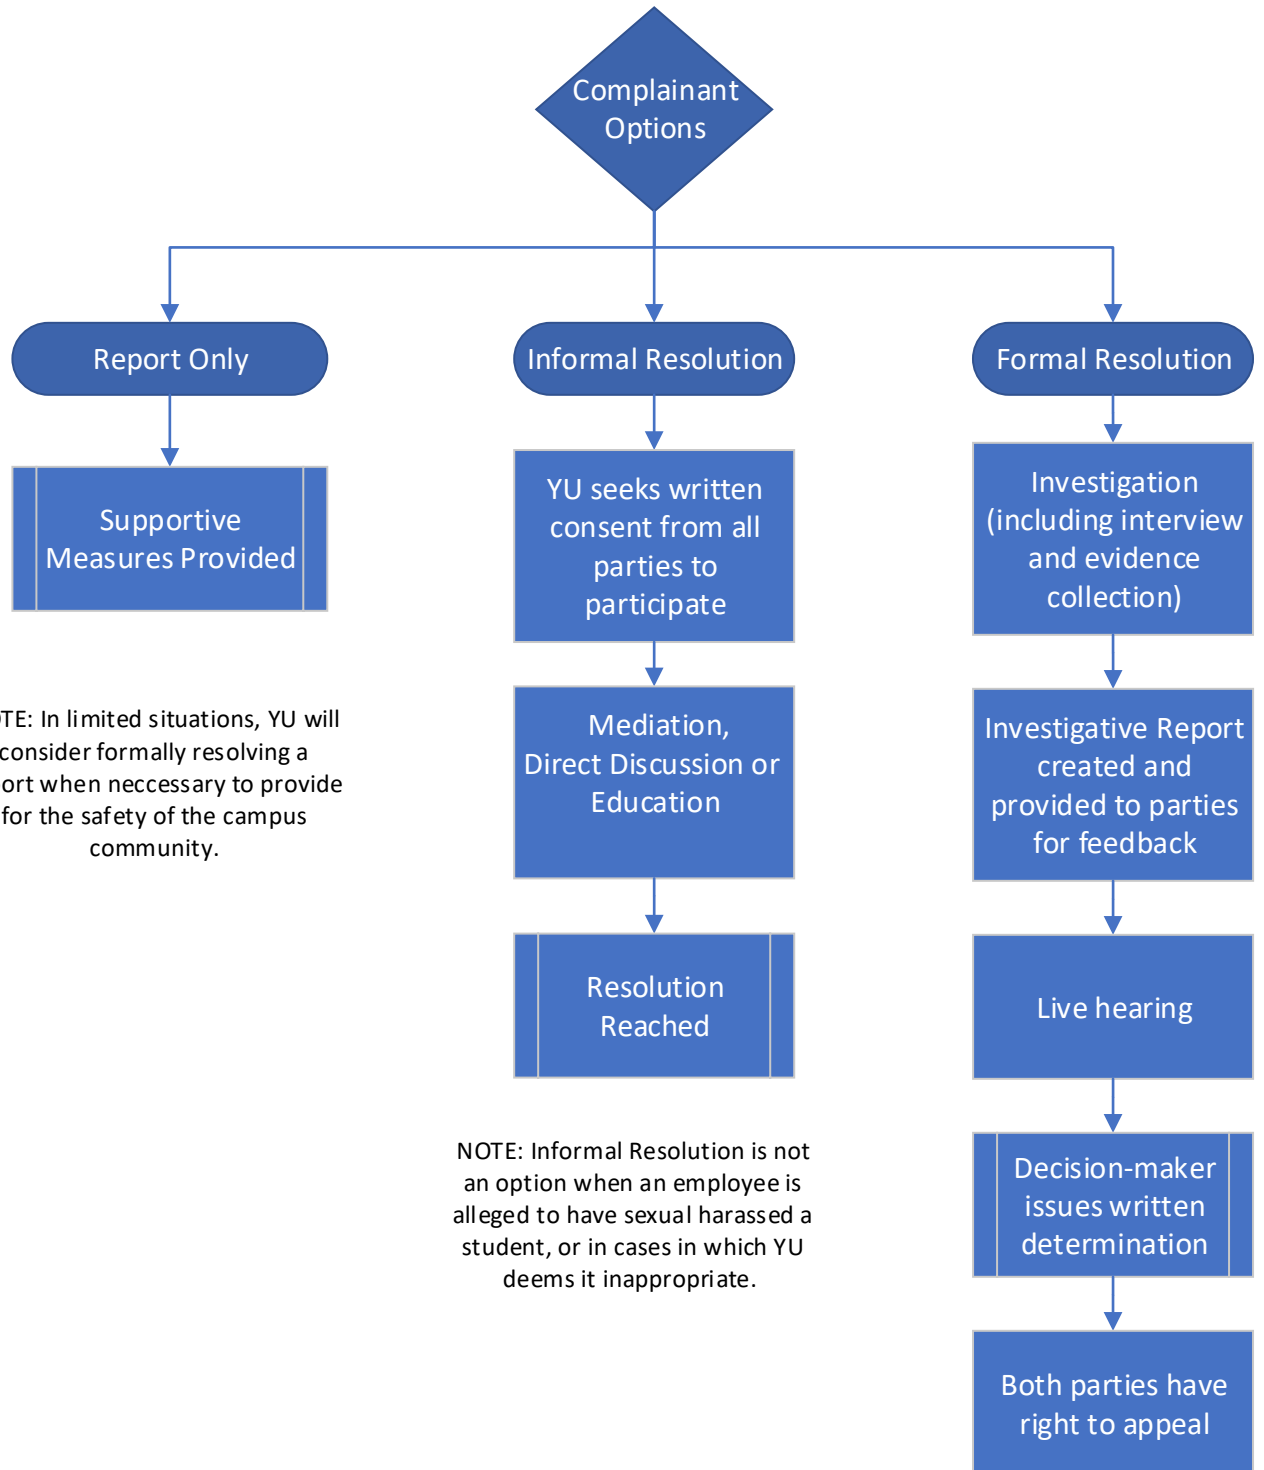 Complainant
Options
Report Only
Supportive
Measures Provided
TE: In limited situations, YU will
consider formally resolving a
ort when neccessary to provide
for the safety of the campus
community.
Informal Resolution
YU seeks written
consent from all
parties to
participate
Mediation,
Direct Discussion or
Education
Resolution
Reached
NOTE: Informal Resolution is not
an option when an employee is
alleged to have sexual harassed a
student, or in cases in which YU
deems it inappropriate.
Formal Resolution
Investigation
(including interview
and evidence
collection)
Investigative Report
created and
provided to parties
for feedback
Live hearing
Decision-maker
issues written
determination
Both parties have
right to appeal